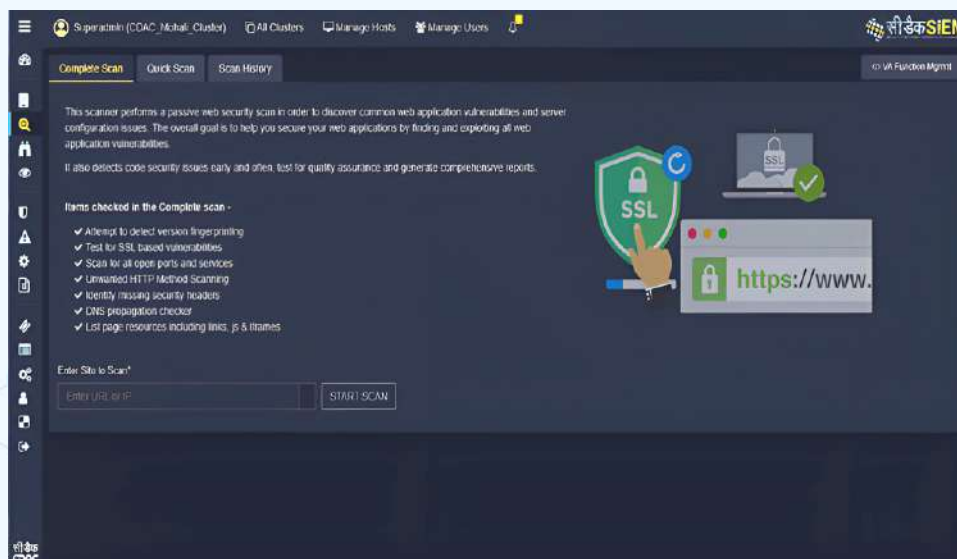 Superadmin (CDAC_Mohali_Cluster) All Clusters Manage Hosts Manage Users
सीडैकSiEM
Complete Scan Quick Scan Scan History
VA Function Mgmnt
This scanner performs a passive web security scan in order to discover common web application vulnerabilities and server
configuration issues. The overall goal is to help you secure your web applications by finding and exploiting all web
application vulnerabilities.
It also detects code security issues early and often, test for quality assurance and generate comprehensive reports.
Items checked in the Complete scan -
✔ Attempt to detect version fingerprinting
✔ Test for SSL based vulnerabilities
✔ Scan for all open ports and services
✔ Unwanted HTTP Method Scanning
✔ Identify missing security headers
✔ DNS propagation checker
✔ List page resources including links, js & iframes
SSL
SSL
https://www.
Enter Site to Scan*
Enter URL or IP
START SCAN
सीडैक